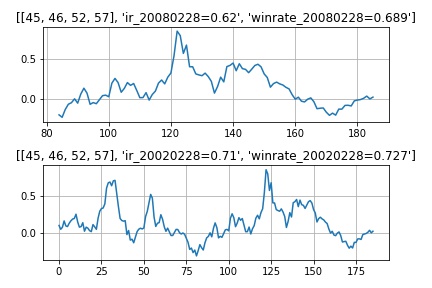 [[45, 46, 52, 57], 'ir_20080228=0.62', 'winrate_20080228=0.689']
0.5
0.0
80 100 120 140 160 180
[[45, 46, 52, 57], 'ir_20020228=0.71', 'winrate_20020228=0.727']
0.5
0.0
0 25 50 75 100 125 150 175